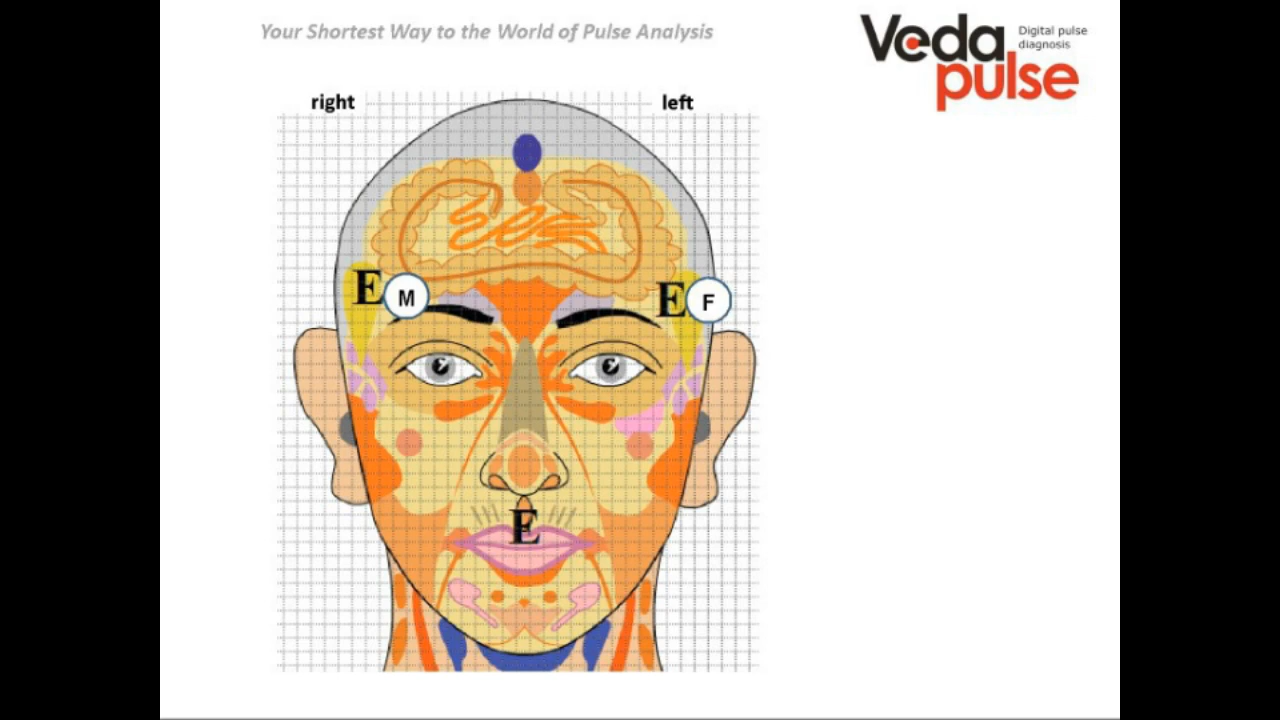 Your Shortest Way to the World of Pulse Analysis
Veda
pulse
Digital pulse
diagnosis
right
left
E
M
E
F
E